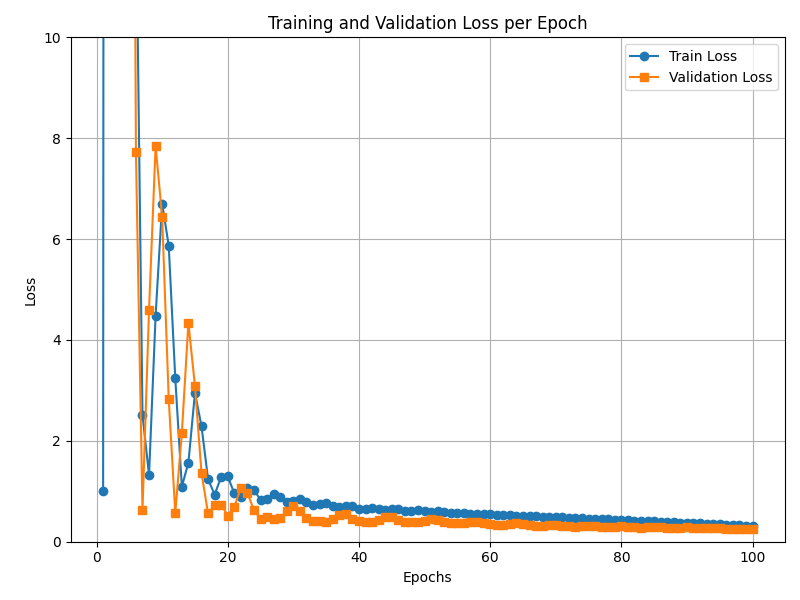 Training and Validation Loss per Epoch
Train Loss
Validation Loss
Loss
10
8
6
4
2
0
0 20 40 60 80 100
Epochs